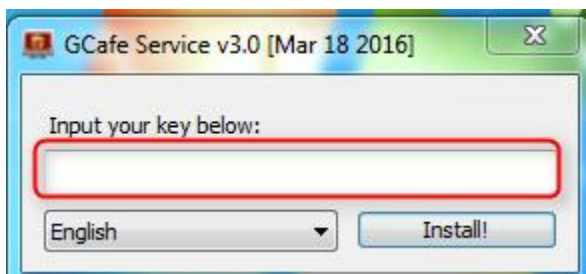 GCafe Service v3.0 [Mar 18 2016]
Input your key below:
English
Install!